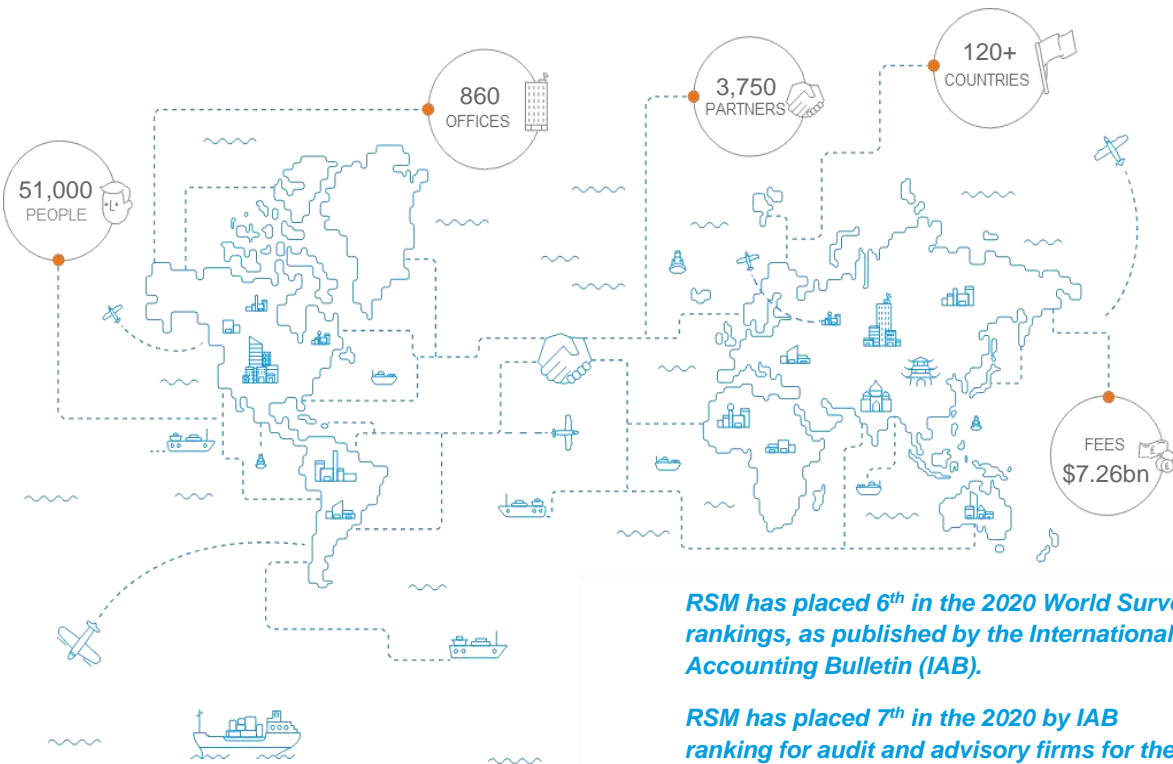 120+
COUNTRIES
3,750
PARTNERS
860
OFFICES
51,000
PEOPLE
FEES
$7.26bn
RSM has placed 6th in the 2020 World
rankings, as published by the International
Accounting Bulletin (IAB).
RSM has placed 7th in the 2020 by IAB
ranking for audit and advisory firms for the